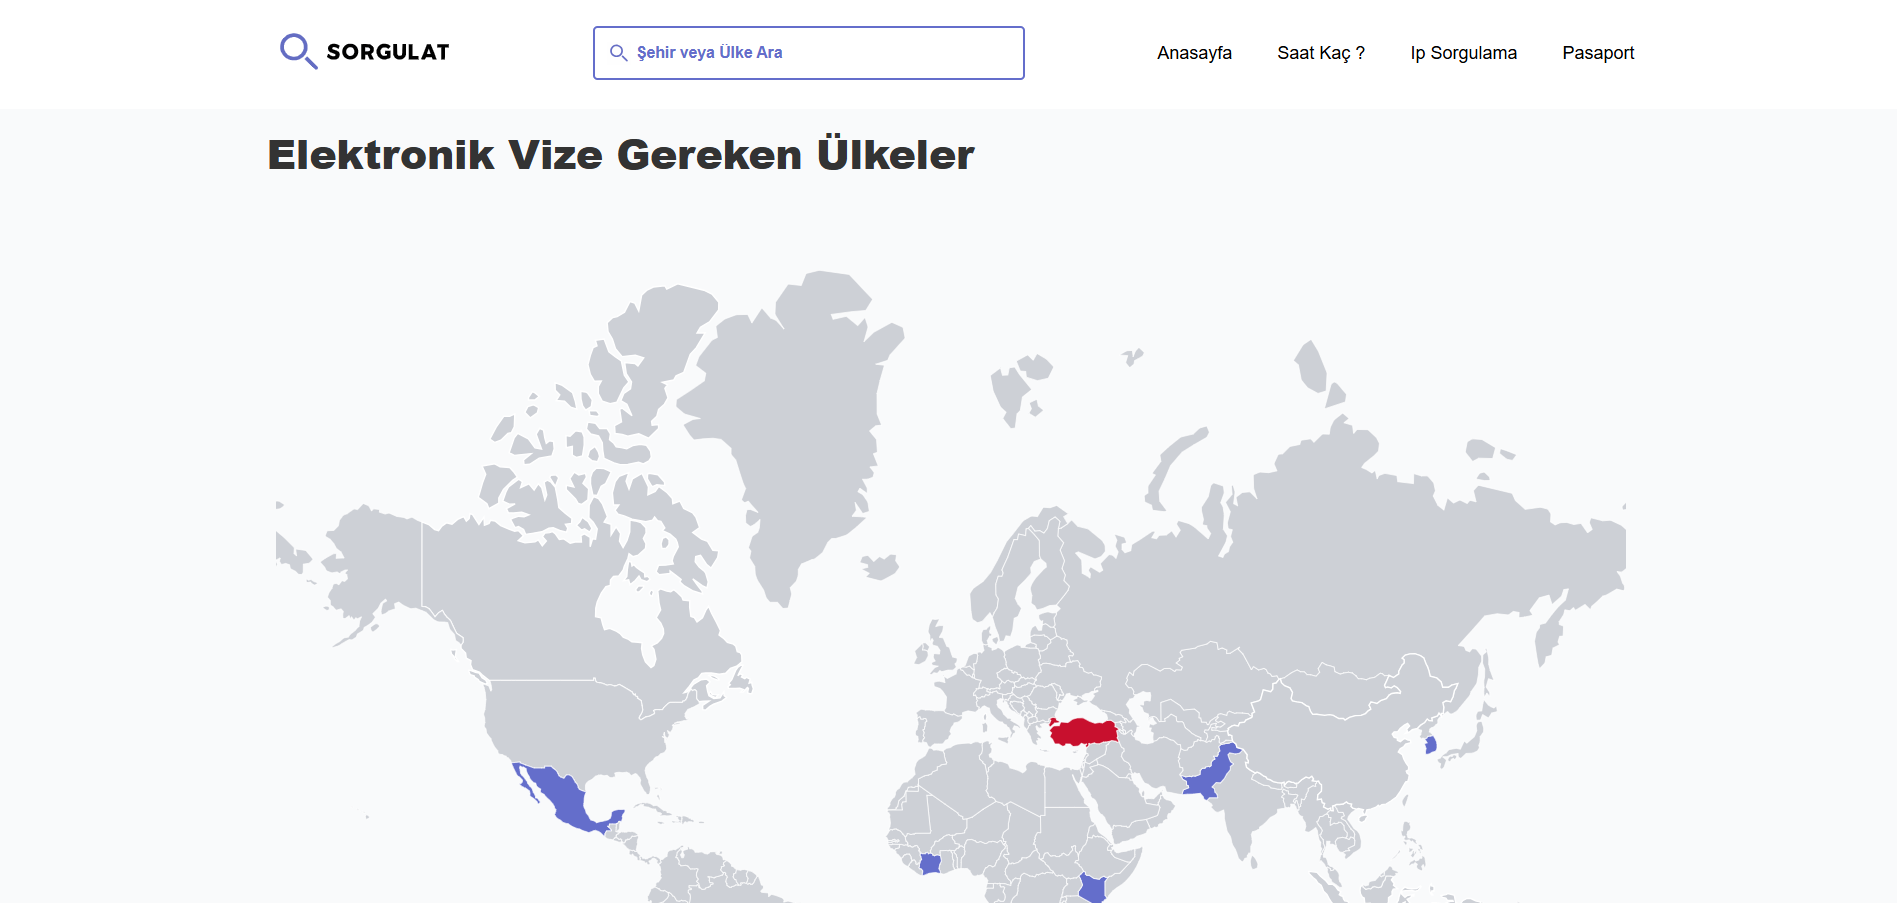 SORGULAT
Şehir veya Ülke Ara
Anasayfa
Saat Kaç ?
Ip Sorgulama
Pasaport
Elektronik Vize Gereken Ülkeler